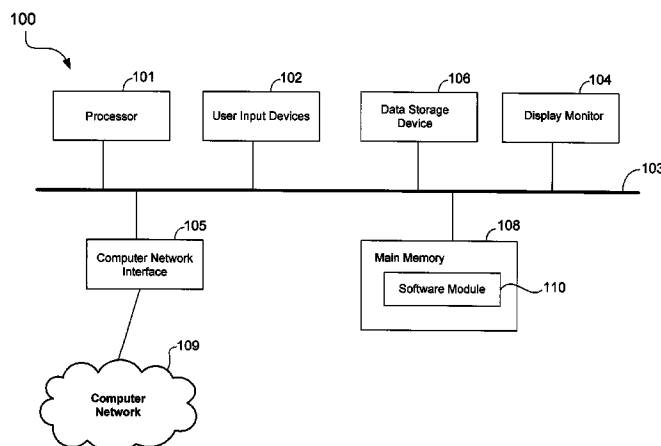 100
101
102
106
104
Processor
User Input Devices
Data Storage
Device
Display Monitor
103
105
108
Computer Network
Interface
Main Memory
Software Module
110
109
Computer
Network